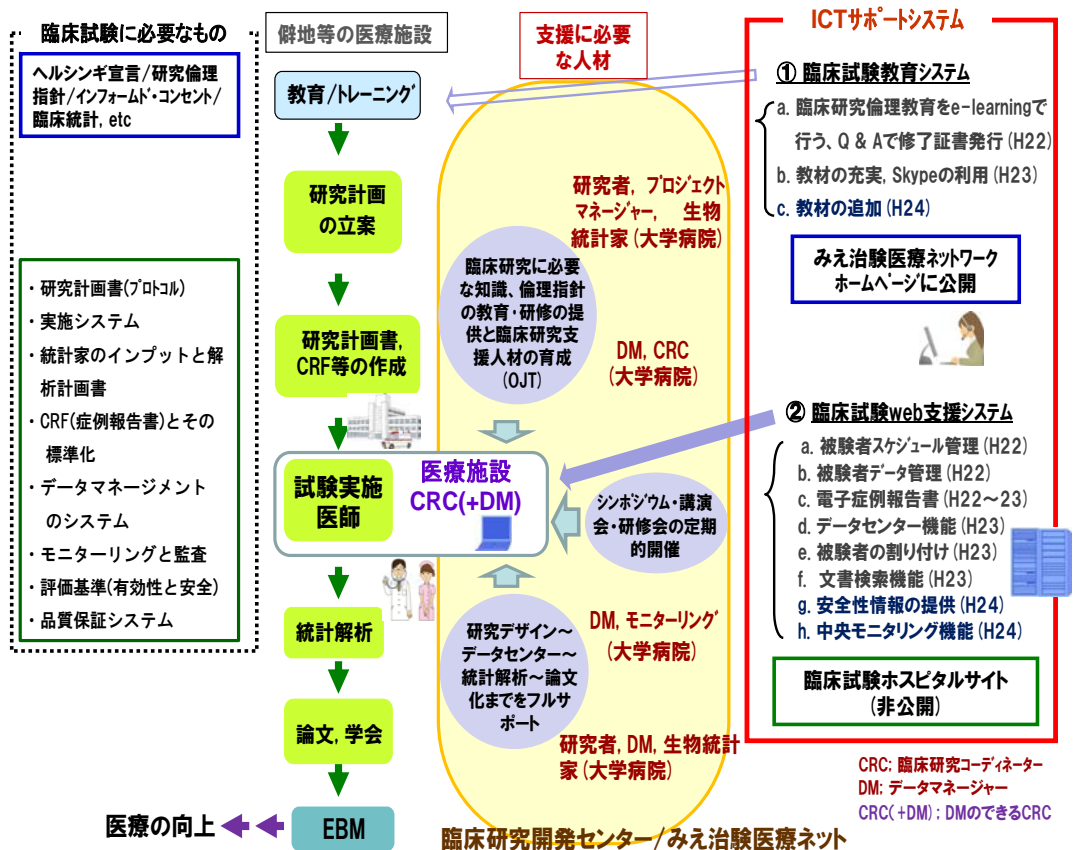 臨床試験に必要なもの
ヘルシンギ宣言/研究倫理
指針/インフォームド・コンセント/
臨床統計, etc
・研究計画書(プロトコル)
・実施システム
・統計家のインプットと解
析計画書
・CRF(症例報告書)とその
標準化
・データマネージメント
のシステム
・モニターリングと監査
・評価基準(有効性と安全)
・品質保証システム
僻地等の医療施設
教育/トレーニング
研究計画
の立案
研究計画書,
CRF等の作成
試験実施
医師
医療施設
CRC(+DM)
統計解析
論文, 学会
EBM
医療の向上
支援に必要
な人材
研究者, プロジェクト
マネージャー, 生物
統計家(大学病院)
臨床研究に必要
な知識、倫理指針
の教育・研修の提
供と臨床研究支
援人材の育成
(OJT)
DM, CRC
(大学病院)
シンポジウム・講演
会・研修会の定期
的開催
研究デザイン～
データセンター～
統計解析～論文
化までをフルサ
ポート
DM, モニターリング
(大学病院)
研究者, DM, 生物統計
家(大学病院)
臨床研究開発センター/みえ治験医療ネット
ICTサポートシステム
① 臨床試験教育システム
a. 臨床研究倫理教育をe-learningで
行う、Q & Aで修了証書発行(H22)
b. 教材の充実, Skypeの利用(H23)
c. 教材の追加(H24)
みえ治験医療ネットワーク
ホームページに公開
② 臨床試験web支援システム
a. 被験者スケジュール管理(H22)
b. 被験者データ管理(H22)
c. 電子症例報告書(H22～23)
d. データセンター機能(H23)
e. 被験者の割り付け(H23)
f. 文書検索機能(H23)
g. 安全性情報の提供(H24)
h. 中央モニタリング機能(H24)
臨床試験ホスピタルサイト
(非公開)
CRC: 臨床研究コーディネーター
DM: データマネージャー
CRC(+DM): DMのできるCRC